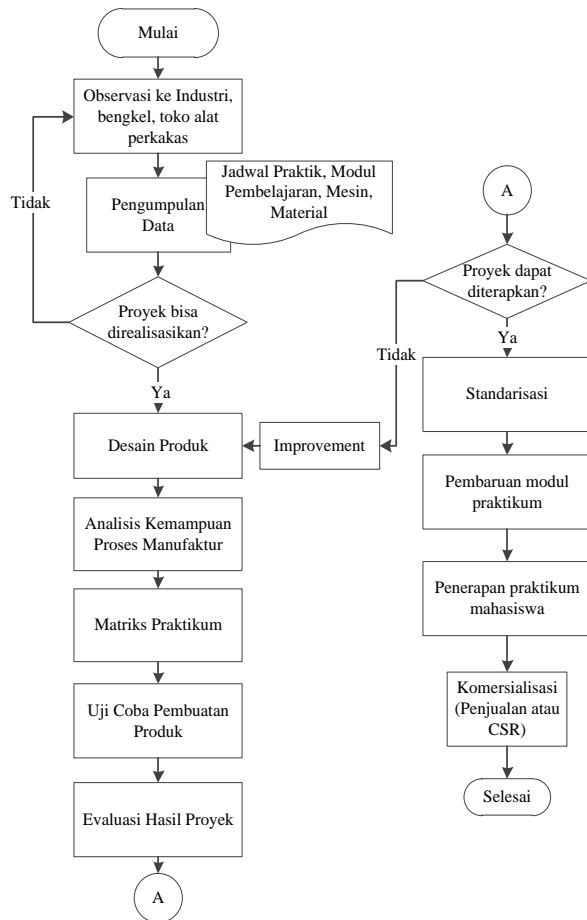 Mulai
Observasi ke Industri,
bengkel, toko alat
perkakas
Tidak
Pengumpulan
Data
Jadwal Praktik, Modul
Pembelajaran, Mesin,
Material
Proyek bisa
direalisasikan?
Ya
Desain Produk
Improvement
Analisis Kemampuan
Proses Manufaktur
Matriks Praktikum
Uji Coba Pembuatan
Produk
Evaluasi Hasil Proyek
A
A
Proyek dapat
diterapkan?
Tidak
Ya
Standarisasi
Pembaruan modul
praktikum
Penerapan praktikum
mahasiswa
Komersialisasi
(Penjualan atau
CSR)
Selesai